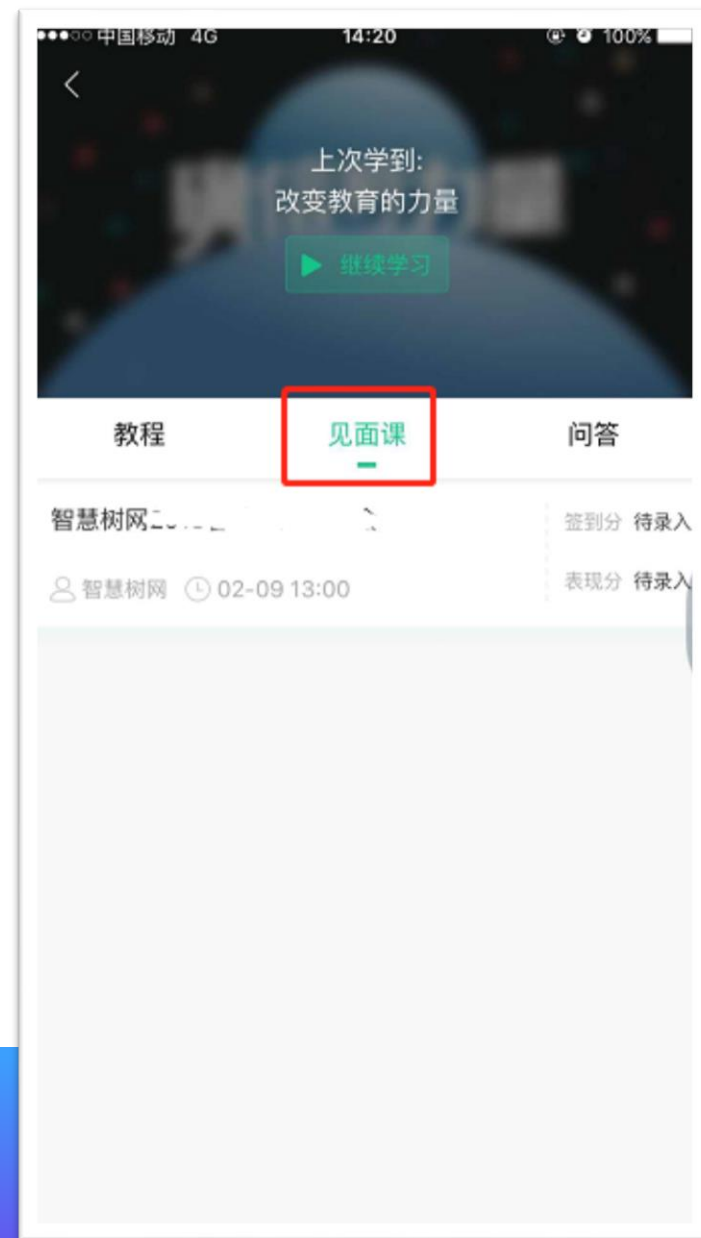 中国移动 4G 14:20 100%
上次学到:
改变教育的力量
继续学习
教程 见面课 问答
智慧树网 签到分 待录入
智慧树网 02-09 13:00 表现分 待录入